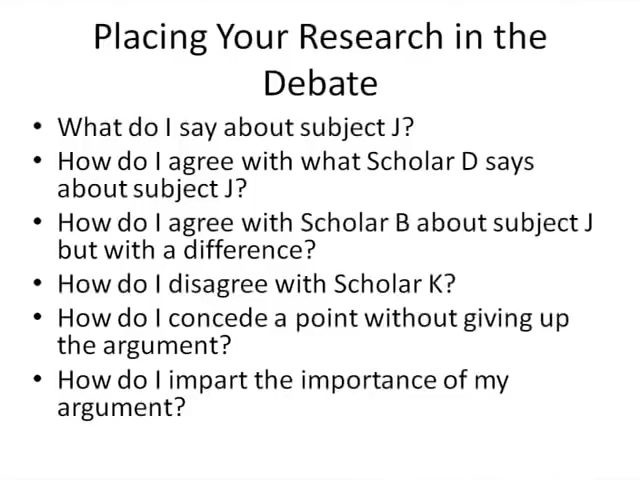 Placing Your Research in the
Debate
• What do I say about subject J?
• How do I agree with what Scholar D says
about subject J?
• How do I agree with Scholar B about subject J
but with a difference?
• How do I disagree with Scholar K?
• How do I concede a point without giving up
the argument?
• How do I impart the importance of my
argument?